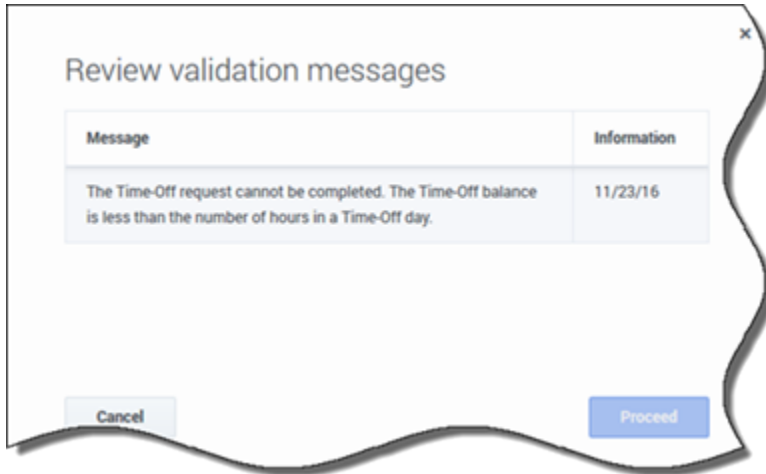 ×
Review validation messages
Message Information
The Time-Off request cannot be completed. The Time-Off balance 11/23/16
is less than the number of hours in a Time-Off day.
Cancel Proceed